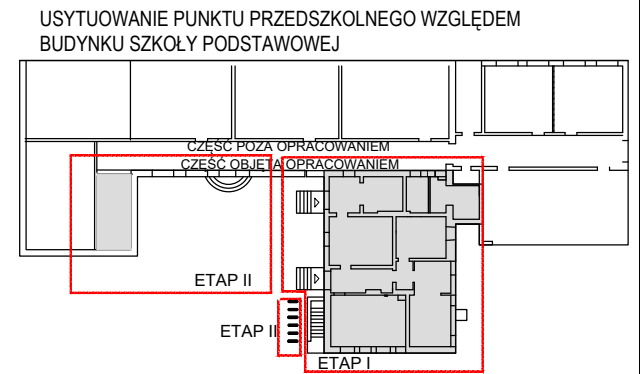 USYTUOWANIE PUNKTU PRZEDSZKOLNEGO WZGLĘDEM
BUDYNKU SZKOŁY PODSTAWOWEJ
CZĘŚĆ POZA OPRACOWANIEM
CZĘŚĆ OBJĘTA OPRACOWANIEM
ETAP II
ETAP II
ETAP I